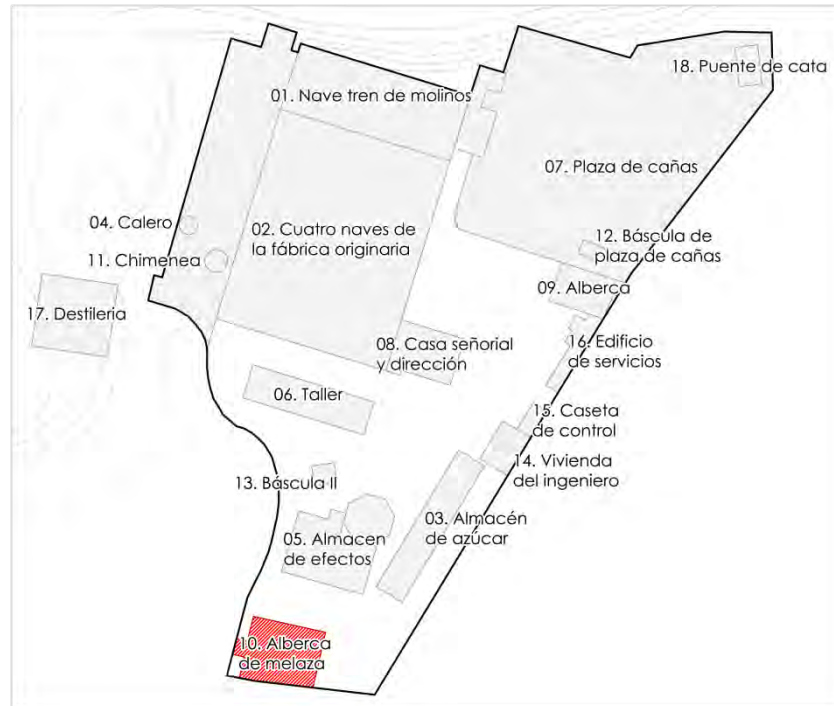 18. Puente de cata
01. Nave tren de molinos
07. Plaza de cañas
04. Calero
02. Cuatro naves de
la fábrica originaria
12. Báscula de
plaza de cañas
11. Chimenea
09. Alberca
17. Destileria
08. Casa señorial
y dirección
16. Edificio
de servicios
06. Taller
15. Caseta
de control
14. Vivienda
del ingeniero
13. Báscula II
03. Almacén
de azúcar
05. Almacen
de efectos
10. Alberca
de melaza